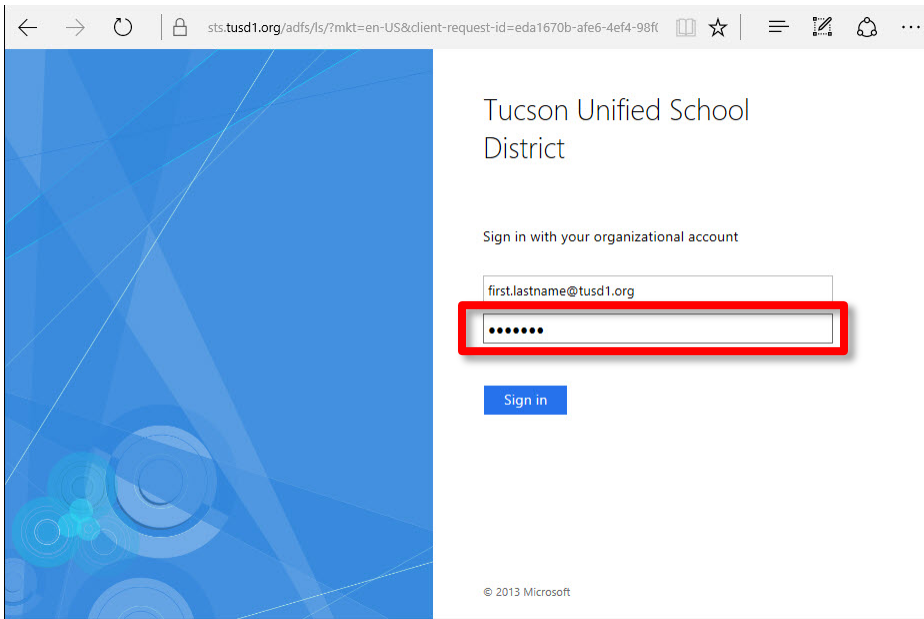 sts.tusd1.org/adfs/ls/?mkt=en-US&client-request-id=eda1670b-afe6-4ef4-98f(
Tucson Unified School
District
Sign in with your organizational account
first.lastname@tusd1.org
•••••••
Sign in
© 2013 Microsoft